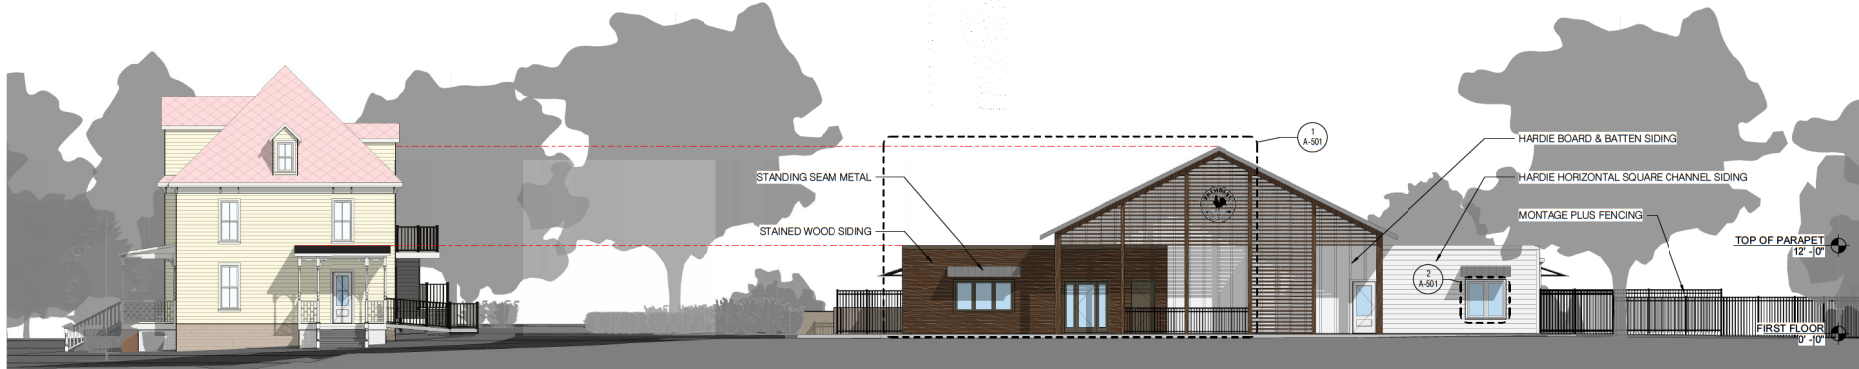 1
A-501
HARDIE BOARD & BATTEN SIDING
STANDING SEAM METAL
HARDIE HORIZONTAL SQUARE CHANNEL SIDING
MONTAGE PLUS FENCING
STAINED WOOD SIDING
TOP OF PARAPET
12' -0"
2
A-501
FIRST FLOOR
0' -10"